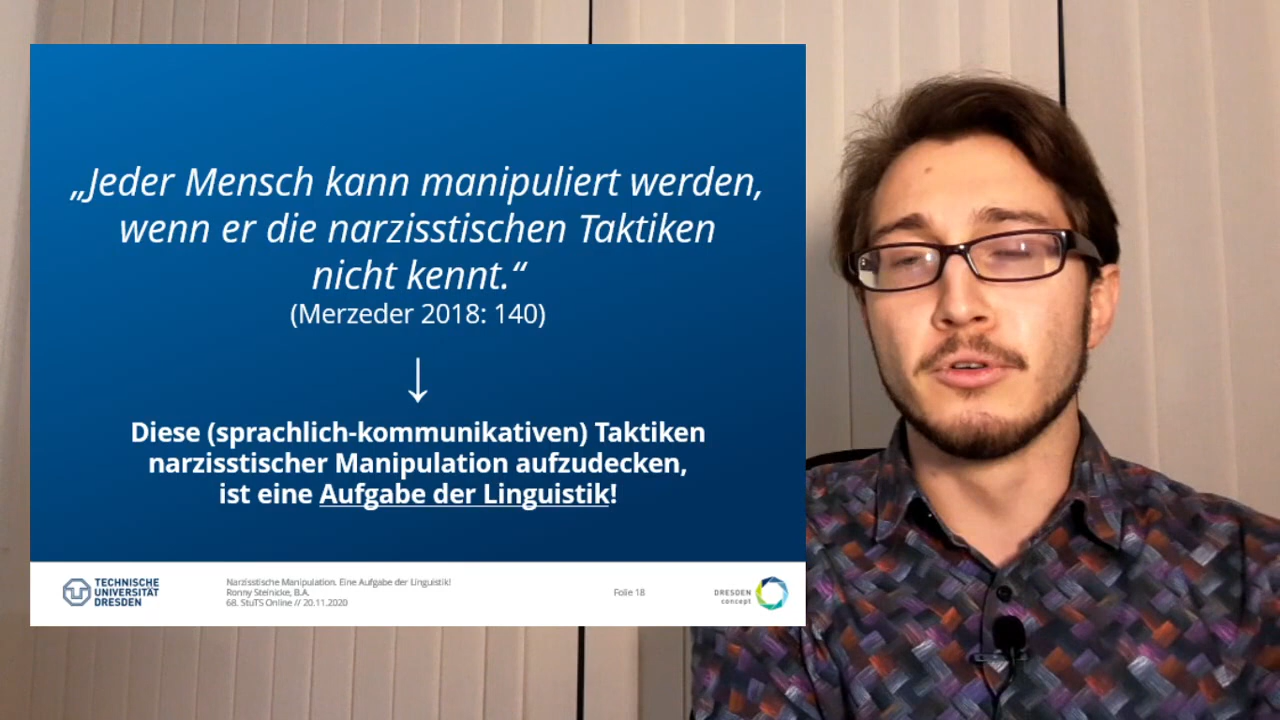 „Jeder Mensch kann manipuliert werden,
wenn er die narzisstischen Taktiken
nicht kennt.“
(Merzeder 2018: 140)
↓
Diese (sprachlich-kommunikativen) Taktiken
narzisstischer Manipulation aufzudecken,
ist eine Aufgabe der Linguistik!
TECHNISCHE
UNIVERSITÄT
DRESDEN
Narzisstische Manipulation. Eine Aufgabe der Linguistik!
Ronny Steinicke, B.A.
68. StuTS Online // 20.11.2020
Folie 18
DRESDEN
concept